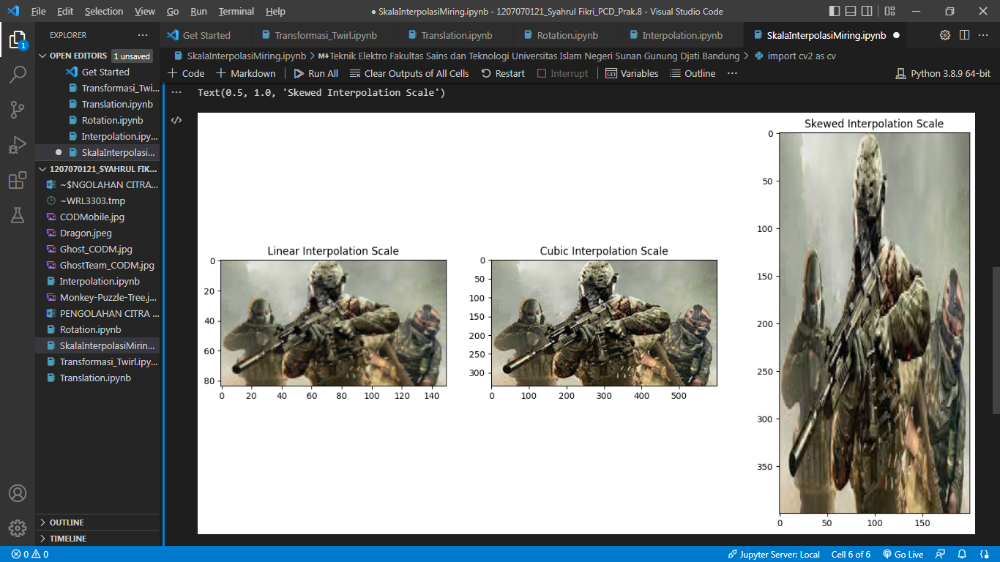 File Edit Selection View Go Run Terminal Help
● SkalaInterpolasiMiring.ipynb - 1207070121_Syahrul Fikri_PCD_Prak.8 - Visual Studio Code
EXPLORER ···
Get Started Transformasi_Twirl.ipynb Translation.ipynb Rotation.ipynb Interpolation.ipynb SkalaInterpolasiMiring.ipynb ●
OPEN EDITORS 1 unsaved
Get Started
Transformasi_Twi...
Translation.ipynb
Rotation.ipynb
Interpolation.ipy...
SkalaInterpolasi...
1207070121_SYAHRUL FIK...
~$NGOLAHAN CITRA...
~WRL3303.tmp
CODMobile.jpg
Dragon.jpeg
Ghost_CODM.jpg
GhostTeam_CODM.jpg
Interpolation.ipynb
Monkey-Puzzle-Tree.j...
PENGOLAHAN CITRA ...
Rotation.ipynb
SkalaInterpolasiMirin...
Transformasi_Twirl.ipy...
Translation.ipynb
OUTLINE
TIMELINE
1
SkalaInterpolasiMiring.ipynb > M↓Teknik Elektro Fakultas Sains dan Teknologi Universitas Islam Negeri Sunan Gunung Djati Bandung > import cv2 as cv
+ Code + Markdown Run All Clear Outputs of All Cells Restart Interrupt Variables Outline ··· Python 3.8.9 64-bit
··· Text(0.5, 1.0, 'Skewed Interpolation Scale')
</>
Linear Interpolation Scale
0
20
40
60
80
0 20 40 60 80 100 120 140
Cubic Interpolation Scale
0
50
100
150
200
250
300
0 100 200 300 400 500
Skewed Interpolation Scale
0
50
100
150
200
250
300
350
0 50 100 150
0 0 Jupyter Server: Local Cell 6 of 6 Go Live